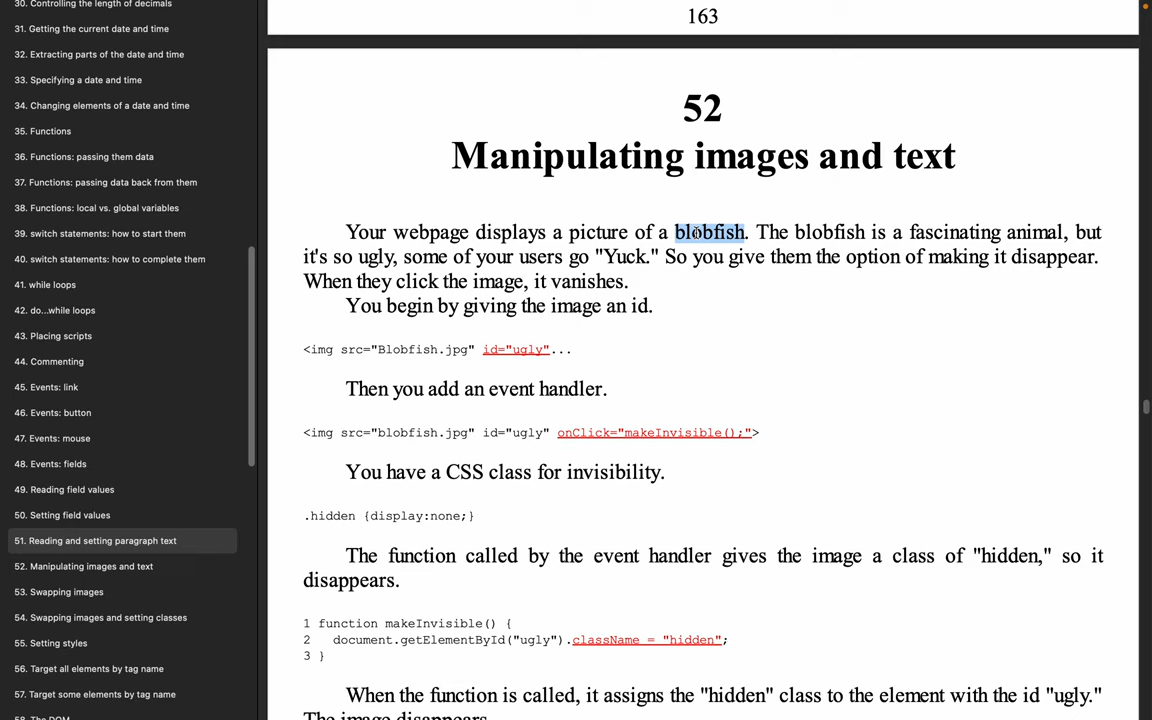 30. Controlling the length of decimals
31. Getting the current date and time
32. Extracting parts of the date and time
33. Specifying a date and time
34. Changing elements of a date and time
35. Functions
36. Functions: passing them data
37. Functions: passing data back from them
38. Functions: local vs. global variables
39. switch statements: how to start them
40. switch statements: how to complete them
41. while loops
42. do...while loops
43. Placing scripts
44. Commenting
45. Events: link
46. Events: button
47. Events: mouse
48. Events: fields
49. Reading field values
50. Setting field values
51. Reading and setting paragraph text
52. Manipulating images and text
53. Swapping images
54. Swapping images and setting classes
55. Setting styles
56. Target all elements by tag name
57. Target some elements by tag name
58. The DOM
163
52
Manipulating images and text
Your webpage displays a picture of a blobfish. The blobfish is a fascinating animal, but
it's so ugly, some of your users go "Yuck." So you give them the option of making it disappear.
When they click the image, it vanishes.
You begin by giving the image an id.
<img src="Blobfish.jpg" id="ugly"...
Then you add an event handler.
<img src="blobfish.jpg" id="ugly" onClick="makeInvisible();">
You have a CSS class for invisibility.
.hidden {display:none;}
The function called by the event handler gives the image a class of "hidden," so it
disappears.
1 function makeInvisible() {
2   document.getElementById("ugly").className = "hidden";
3 }
When the function is called, it assigns the "hidden" class to the element with the id "ugly."
The image disappears.